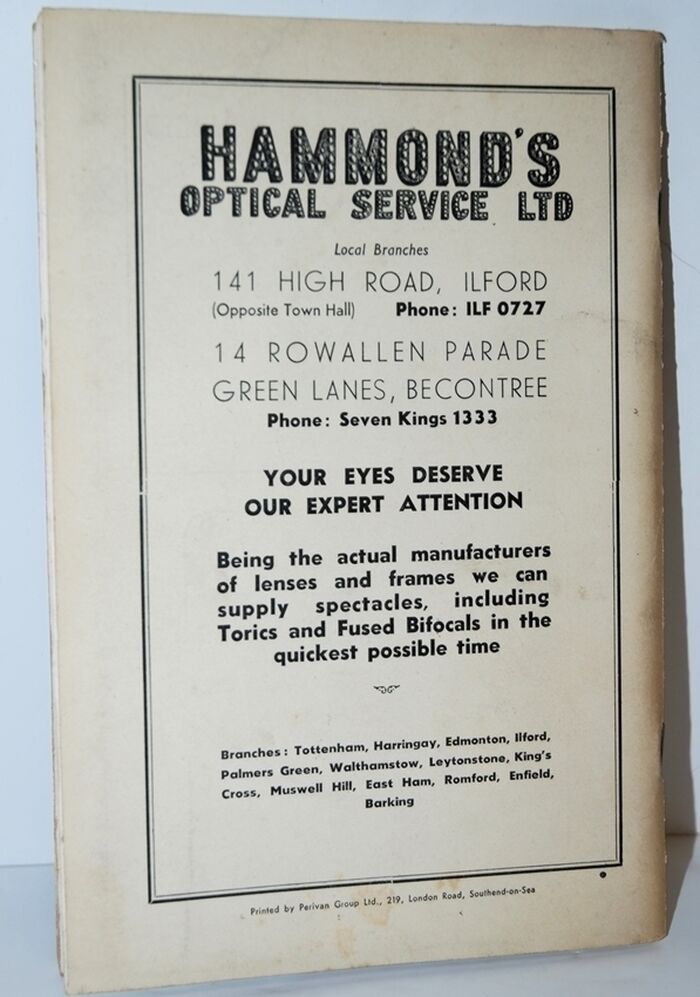 HAMMOND'S
OPTICAL SERVICE LTD
Local Branches
141 HIGH ROAD, ILFORD
(Opposite Town Hall) Phone: ILF 0727
14 ROWALLEN PARADE
GREEN LANES, BECONTREE
Phone: Seven Kings 1333
YOUR EYES DESERVE
OUR EXPERT ATTENTION
Being the actual manufacturers
of lenses and frames we can
supply spectacles, including
Torics and Fused Bifocals in the
quickest possible time
Branches: Tottenham, Harringay, Edmonton, Ilford,
Palmers Green, Walthamstow, Leytonstone, King's
Cross, Muswell Hill, East Ham, Romford, Enfield,
Barking
Printed by Perivan Group Ltd., 219, London Road, Southend-on-Sea